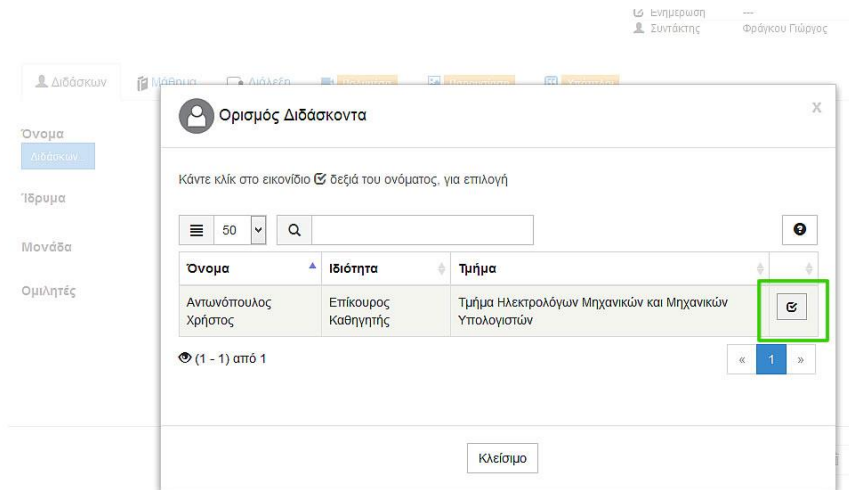 Ενημέρωση ---
Συντάκτης Φράγκου Γιώργος
Διδάσκων Μάθημα Διάλεξη
Ορισμός Διδάσκοντα x
Όνομα
Διδάσκων
Κάντε κλίκ στο εικονίδιο δεξιά του ονόματος, για επιλογή
Ίδρυμα
50
Μονάδα
Όνομα Ιδιότητα Τμήμα
Ομιλητές
Αντωνόπουλος Χρήστος
Επίκουρος Καθηγητής
Τμήμα Ηλεκτρολόγων Μηχανικών και Μηχανικών
Υπολογιστών
(1 - 1) από 1 « 1 »
Κλείσιμο